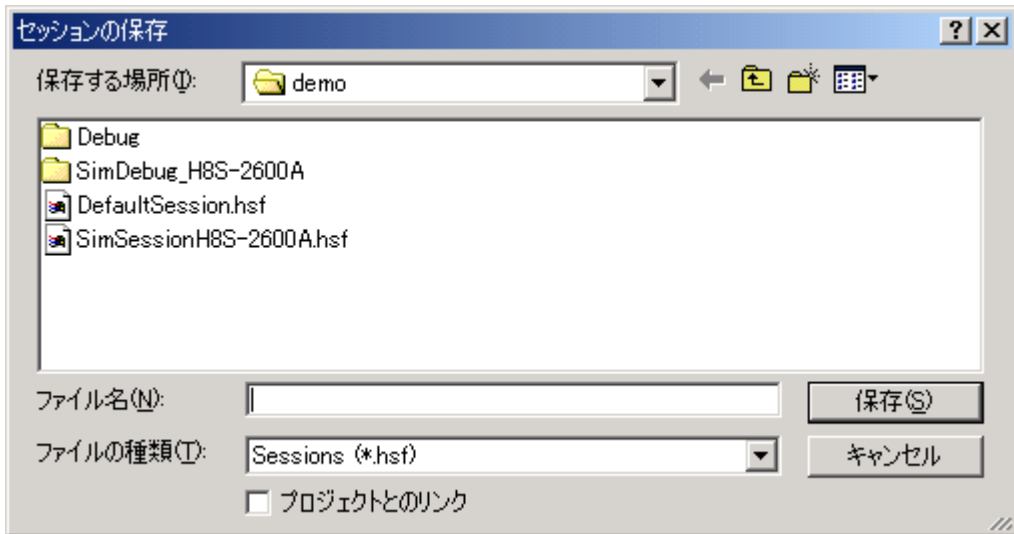 セッションの保存
保存する場所(I): demo
Debug
SimDebug_H8S-2600A
DefaultSession.hsf
SimSessionH8S-2600A.hsf
ファイル名(N): 保存(S)
ファイルの種類(T): Sessions (*.hsf) キャンセル
プロジェクトとのリンク